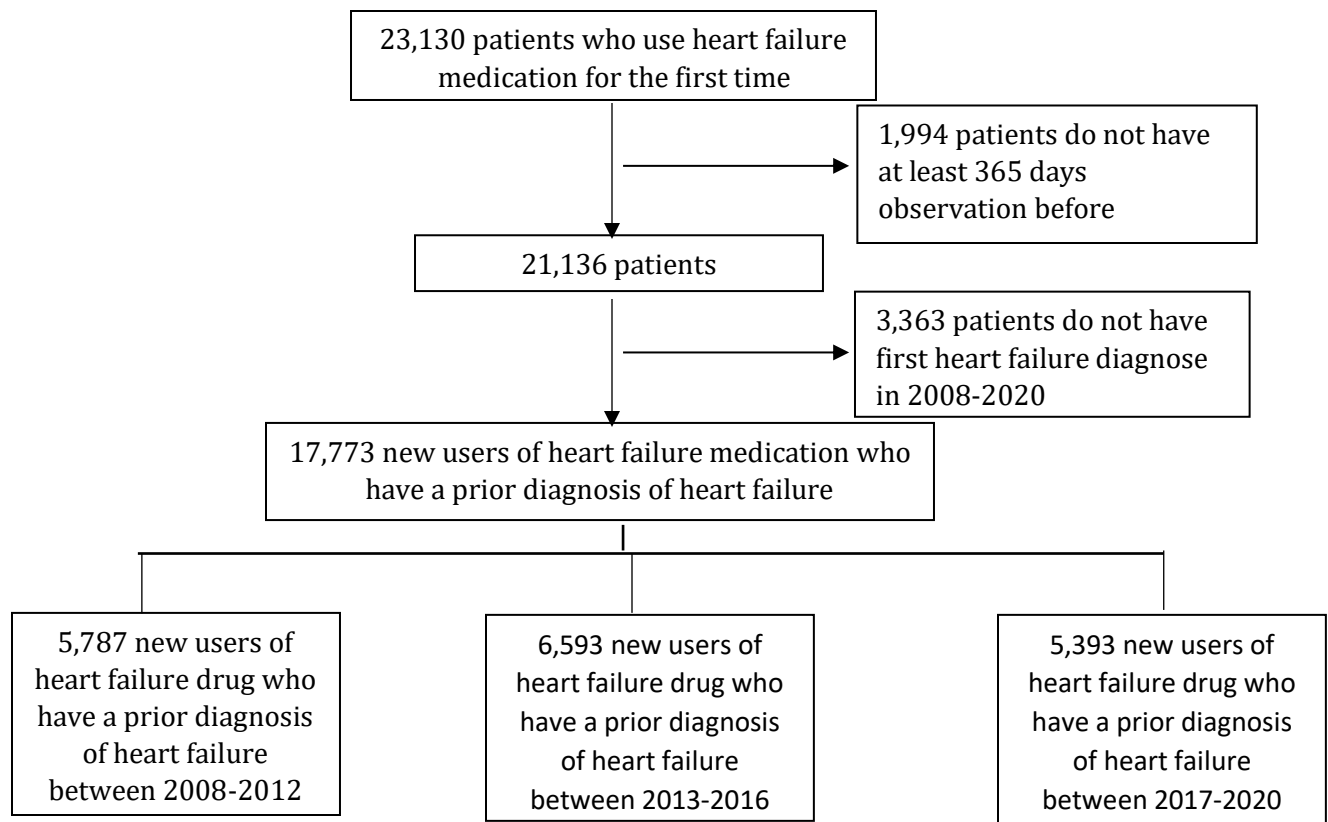 23,130 patients who use heart failure
medication for the first time
1,994 patients do not have
at least 365 days
observation before
21,136 patients
3,363 patients do not have
first heart failure diagnose
in 2008-2020
17,773 new users of heart failure medication who
have a prior diagnosis of heart failure
5,787 new users of
heart failure drug who
have a prior diagnosis
of heart failure
between 2008-2012
6,593 new users of
heart failure drug who
have a prior diagnosis
of heart failure
between 2013-2016
5,393 new users of
heart failure drug who
have a prior diagnosis
of heart failure
between 2017-2020